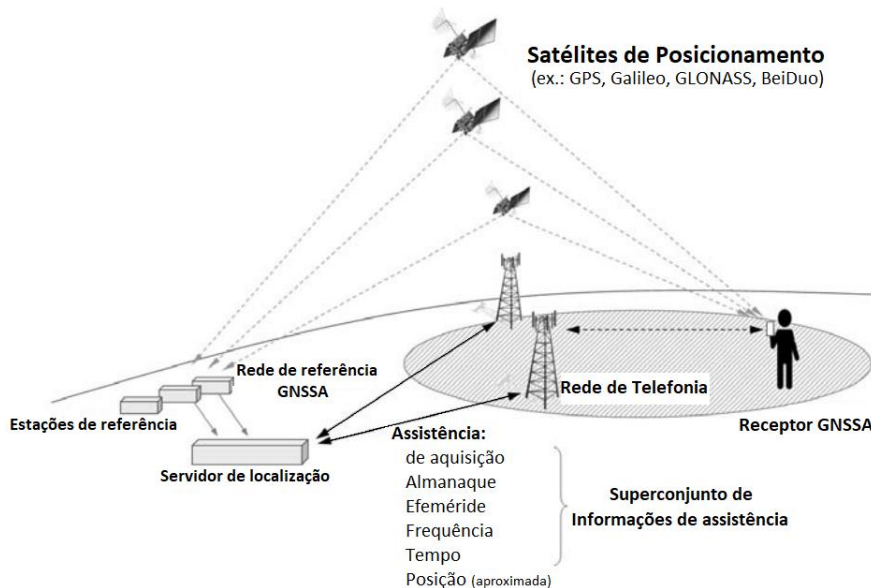 Satélites de Posicionamento
(ex.: GPS, Galileo, GLONASS, BeiDuo)
Rede de referência
GNSSA
Estações de referência
Servidor de localização
Rede de Telefonia
Receptor GNSSA
Assistência:
de aquisição
Almanaque
Efeméride
Frequência
Tempo
Posição (aproximada)
Superconjunto de
Informações de assistência